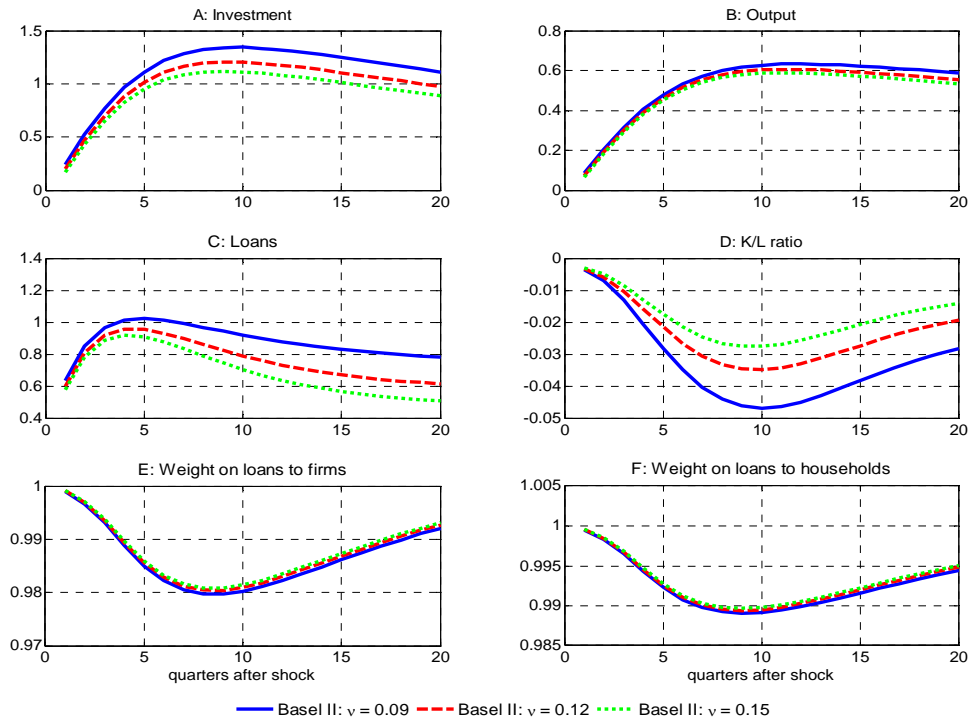 A: Investment
1.5
1
0.5
0
0 5 10 15 20
B: Output
0.8
0.6
0.4
0.2
0
0 5 10 15 20
C: Loans
1.4
1.2
1
0.8
0.6
0.4
0 5 10 15 20
D: K/L ratio
0
-0.01
-0.02
-0.03
-0.04
-0.05
0 5 10 15 20
E: Weight on loans to firms
1
0.99
0.98
0.97
0 5 10 15 20
quarters after shock
F: Weight on loans to households
1.005
1
0.995
0.99
0.985
0 5 10 15 20
quarters after shock
Basel II: ν = 0.09 Basel II: ν = 0.12 Basel II: ν = 0.15